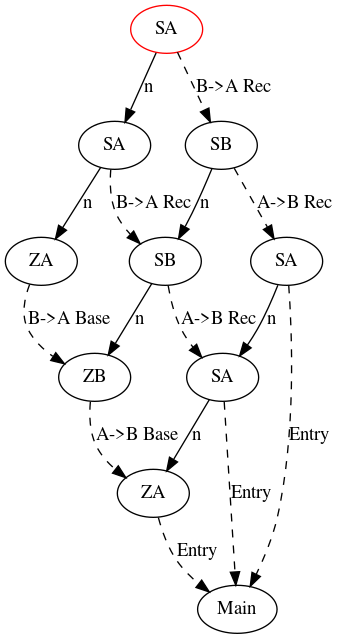 SA
n
B->A Rec
SA
SB
n
B->A Rec
n
A->B Rec
ZA
SB
SA
B->A Base
n
A->B Rec
n
ZB
SA
Entry
A->B Base
n
ZA
Entry
Entry
Main